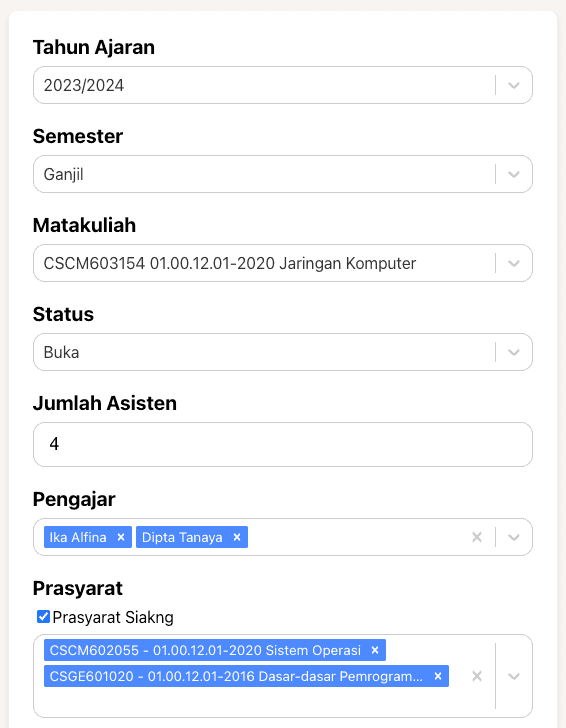 Tahun Ajaran
2023/2024
Semester
Ganjil
Matakuliah
CSCM603154 01.00.12.01-2020 Jaringan Komputer
Status
Buka
Jumlah Asisten
4
Pengajar
Ika Alfina × Dipta Tanaya ×
Prasyarat
Prasyarat Siakng
CSCM602055 - 01.00.12.01-2020 Sistem Operasi ×
CSGE601020 - 01.00.12.01-2016 Dasar-dasar Pemrogram... ×